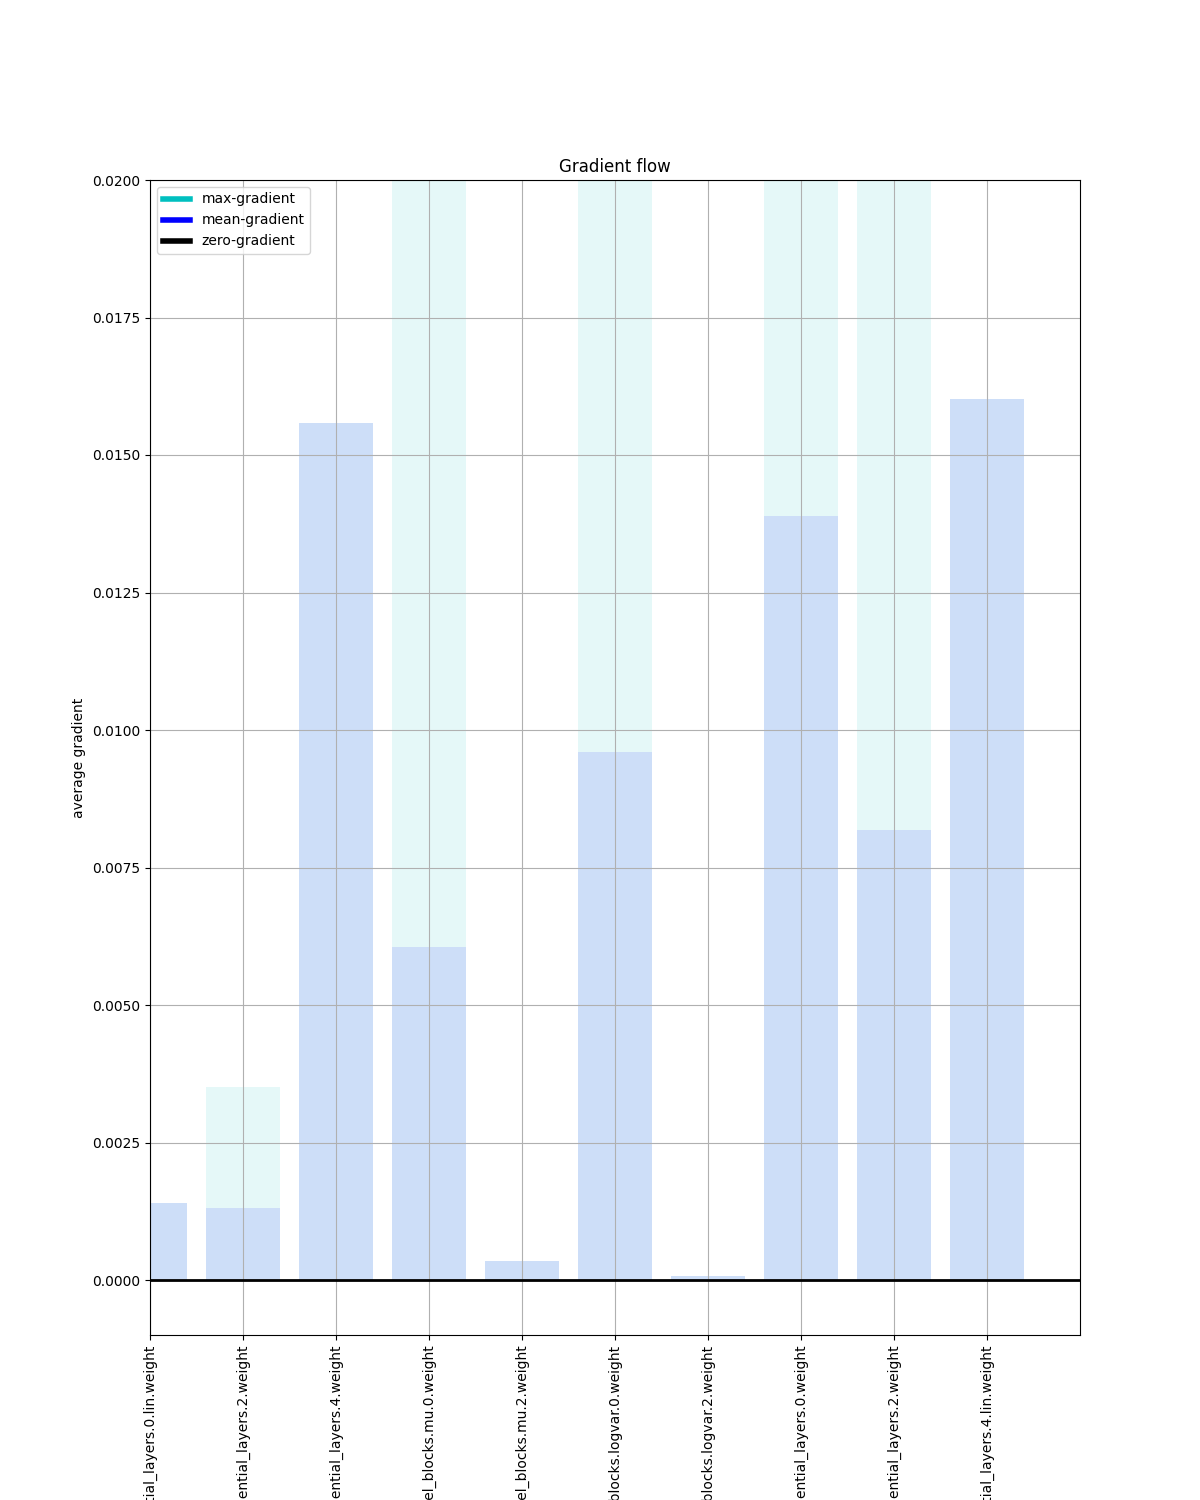 Gradient flow
max-gradient
mean-gradient
zero-gradient
0.0200
0.0175
0.0150
0.0125
0.0100
0.0075
0.0050
0.0025
0.0000
average gradient
tial_layers.0.lin.weight
ential_layers.2.weight
ential_layers.4.weight
el_blocks.mu.0.weight
el_blocks.mu.2.weight
blocks.logvar.0.weight
blocks.logvar.2.weight
ential_layers.0.weight
ential_layers.2.weight
tial_layers.4.lin.weight